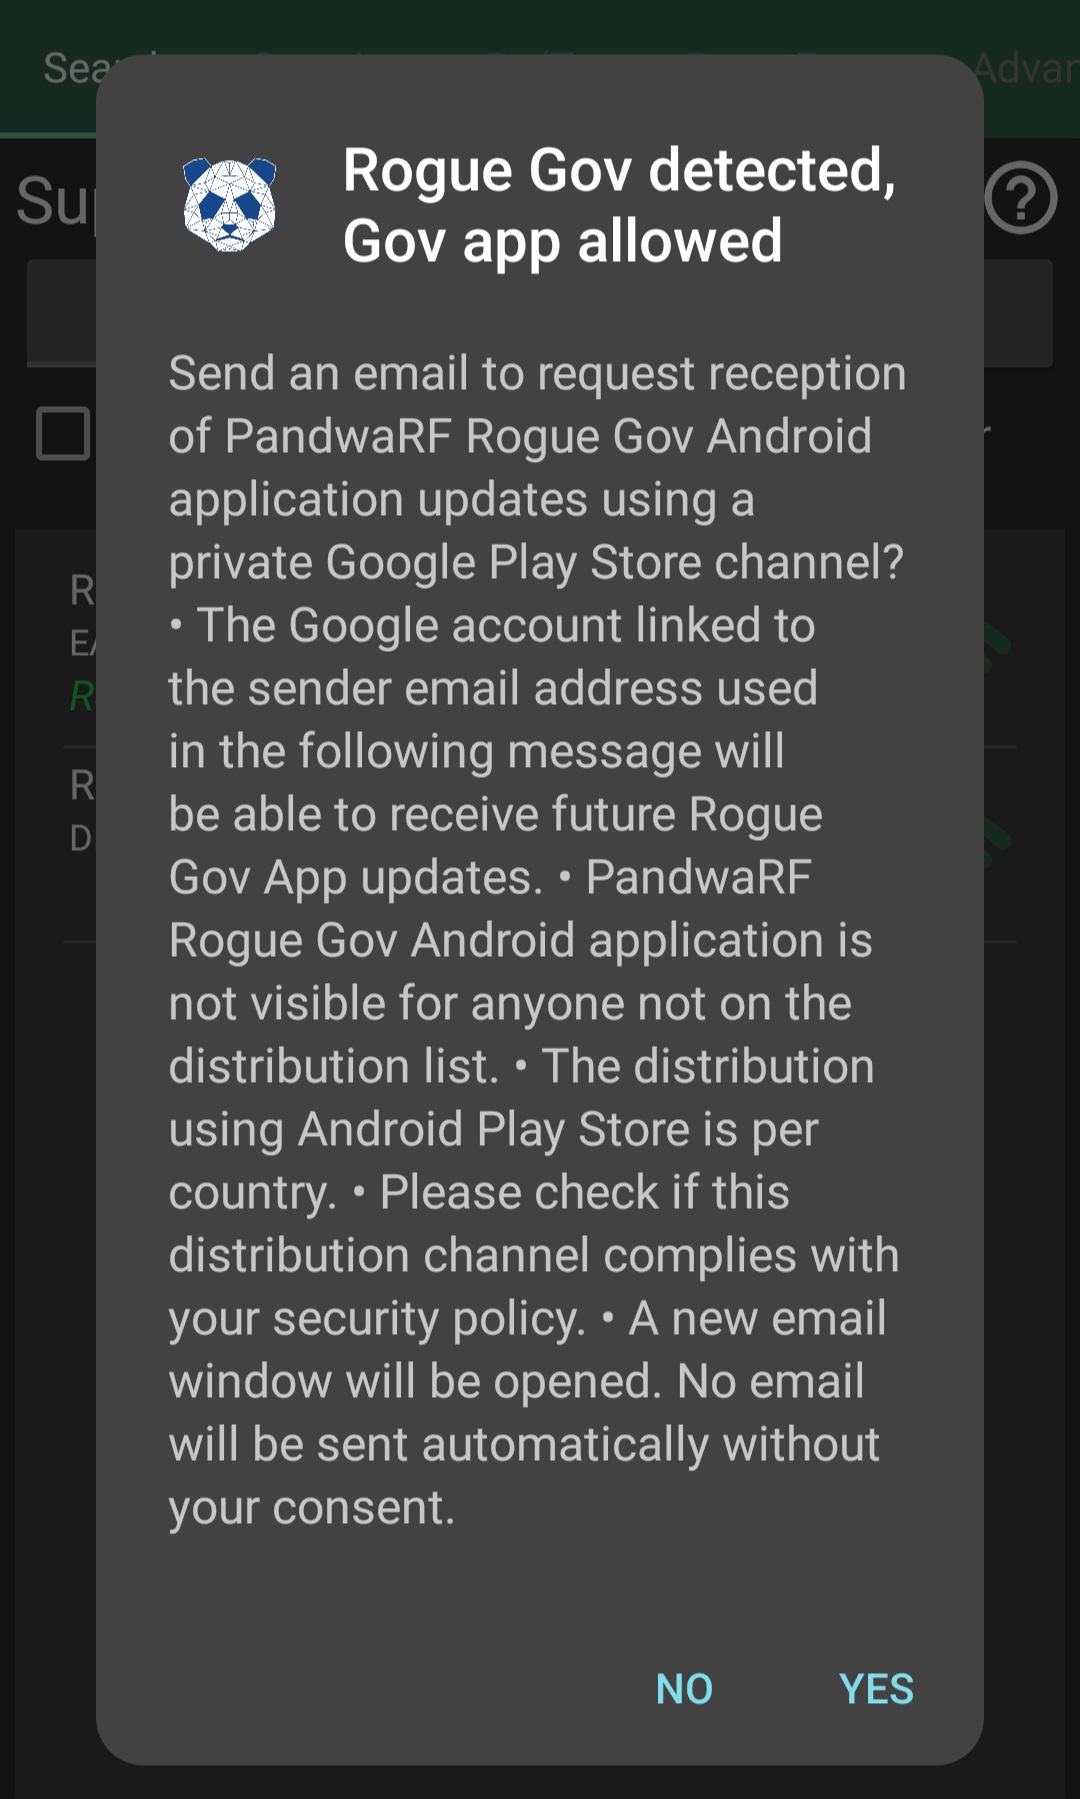 Rogue Gov detected,
Gov app allowed
Send an email to request reception
of PandwaRF Rogue Gov Android
application updates using a
private Google Play Store channel?
• The Google account linked to
the sender email address used
in the following message will
be able to receive future Rogue
Gov App updates. • PandwaRF
Rogue Gov Android application is
not visible for anyone not on the
distribution list. • The distribution
using Android Play Store is per
country. • Please check if this
distribution channel complies with
your security policy. • A new email
window will be opened. No email
will be sent automatically without
your consent.
NO YES